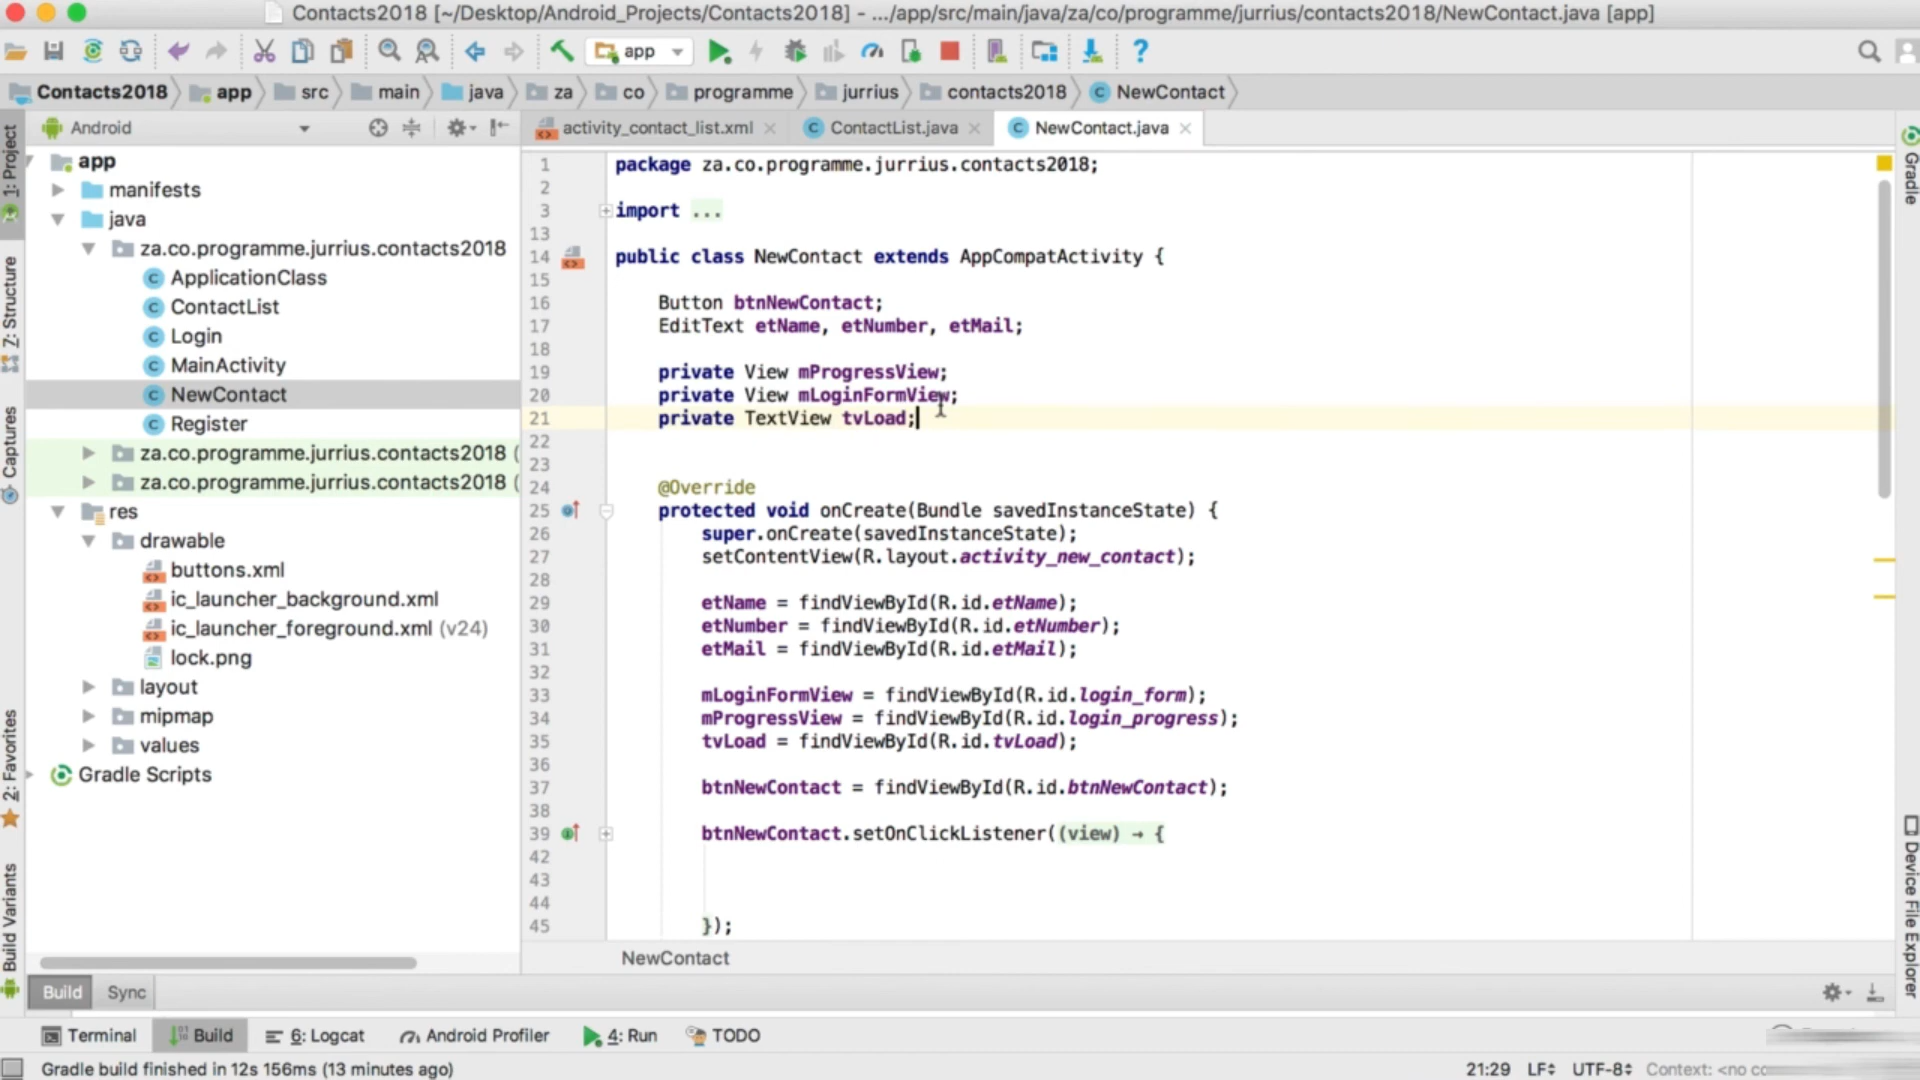 Contacts2018 [~/Desktop/Android_Projects/Contacts2018] - .../app/src/main/java/za/co/programme/jurrius/contacts2018/NewContact.java [app]
app
Contacts2018 app src main java za co programme jurrius contacts2018 NewContact
Android
activity_contact_list.xml ContactList.java NewContact.java
1: Project
Z: Structure
Captures
2: Favorites
Build Variants
Gradle
Device File Explorer
app
manifests
java
za.co.programme.jurrius.contacts2018
ApplicationClass
ContactList
Login
MainActivity
NewContact
Register
za.co.programme.jurrius.contacts2018 (
za.co.programme.jurrius.contacts2018 (
res
drawable
buttons.xml
ic_launcher_background.xml
ic_launcher_foreground.xml (v24)
lock.png
layout
mipmap
values
Gradle Scripts
1 package za.co.programme.jurrius.contacts2018;
2
3 import ...
13
14 public class NewContact extends AppCompatActivity {
15
16 Button btnNewContact;
17 EditText etName, etNumber, etMail;
18
19 private View mProgressView;
20 private View mLoginFormView;
21 private TextView tvLoad;
22
23
24 @Override
25 protected void onCreate(Bundle savedInstanceState) {
26 super.onCreate(savedInstanceState);
27 setContentView(R.layout.activity_new_contact);
28
29 etName = findViewById(R.id.etName);
30 etNumber = findViewById(R.id.etNumber);
31 etMail = findViewById(R.id.etMail);
32
33 mLoginFormView = findViewById(R.id.login_form);
34 mProgressView = findViewById(R.id.login_progress);
35 tvLoad = findViewById(R.id.tvLoad);
36
37 btnNewContact = findViewById(R.id.btnNewContact);
38
39 btnNewContact.setOnClickListener((view) → {
42
43
44
45 });
NewContact
Build Sync
Terminal Build 6: Logcat Android Profiler 4: Run TODO
Gradle build finished in 12s 156ms (13 minutes ago)
21:29 LF UTF-8 Context: <no